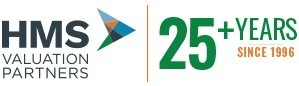 HMS
VALUATION
PARTNERS
25+YEARS
SINCE 1996